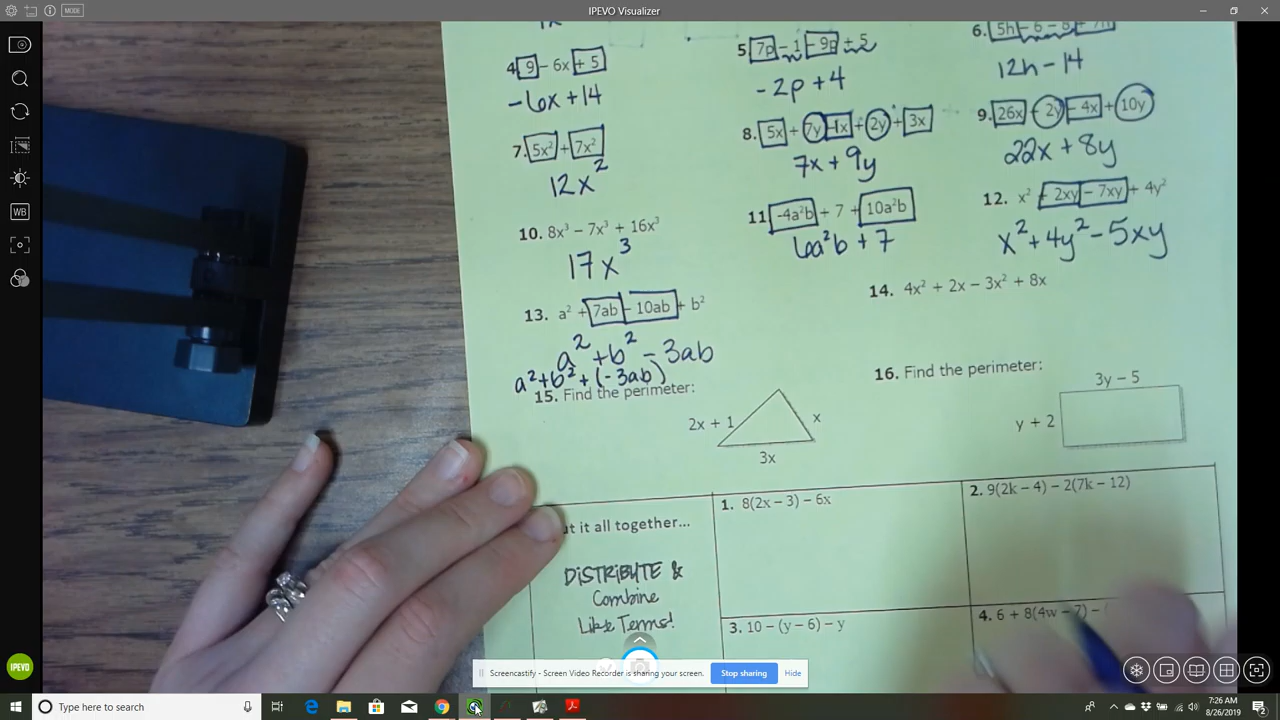 IPEVO Visualizer
MODE
4. 9 – 6x + 5
-6x + 14
5. 7p – 1 – 9p + 5
-2p + 4
6. 5h – 6 – 8 + 7h
12h - 14
7. 5x² + 7x²
12x²
8. 5x + 7y – 1x + 2y + 3x
7x + 9y
9. 26x – 2y – 4x + 10y
22x + 8y
10. 8x³ – 7x³ + 16x³
17x³
11. -4a²b + 7 + 10a²b
6a²b + 7
12. x² + 2xy – 7xy + 4y²
x² + 4y² - 5xy
13. a² + 7ab – 10ab + b²
a² + b² - 3ab
a² + b² + (-3ab)
14. 4x² + 2x – 3x² + 8x
15. Find the perimeter:
2x + 1
x
3x
16. Find the perimeter:
3y – 5
y + 2
ut it all together...
DISTRIBUTE &
Combine
Like Terms!
1. 8(2x – 3) – 6x
2. 9(2k – 4) – 2(7k – 12)
3. 10 – (y – 6) – y
4. 6 + 8(4w – 7) –
WB
IPEVO
Screencastify - Screen Video Recorder is sharing your screen.
Stop sharing
Hide
Type here to search
7:26 AM
8/26/2019
2